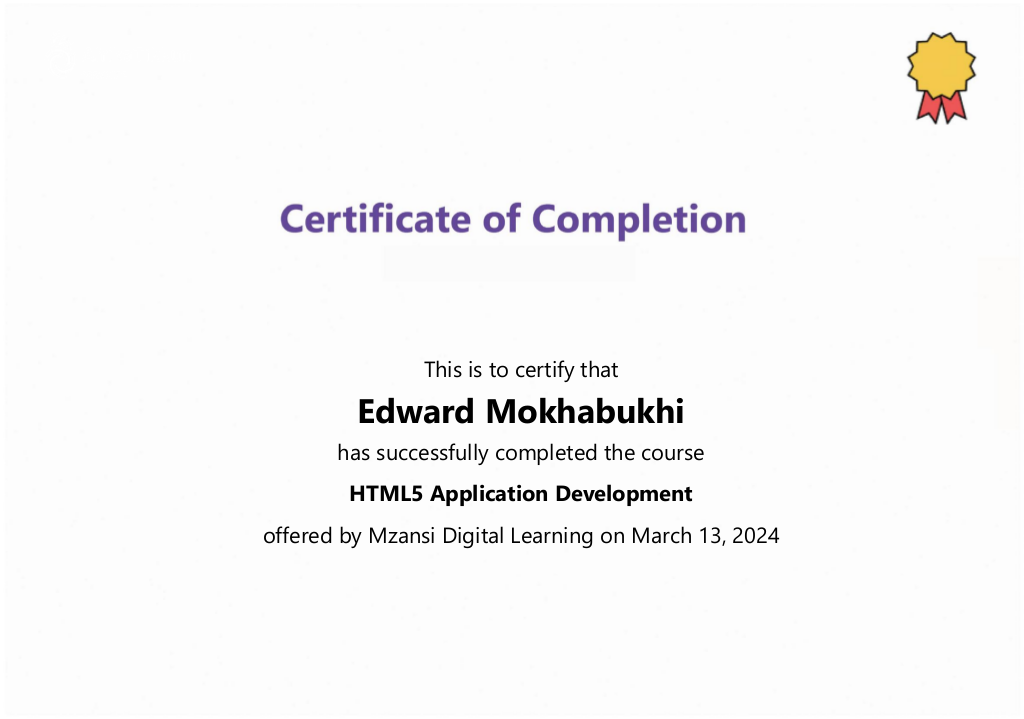 Certificate of Completion
This is to certify that
Edward Mokhabukhi
has successfully completed the course
HTML5 Application Development
offered by Mzansi Digital Learning on March 13, 2024